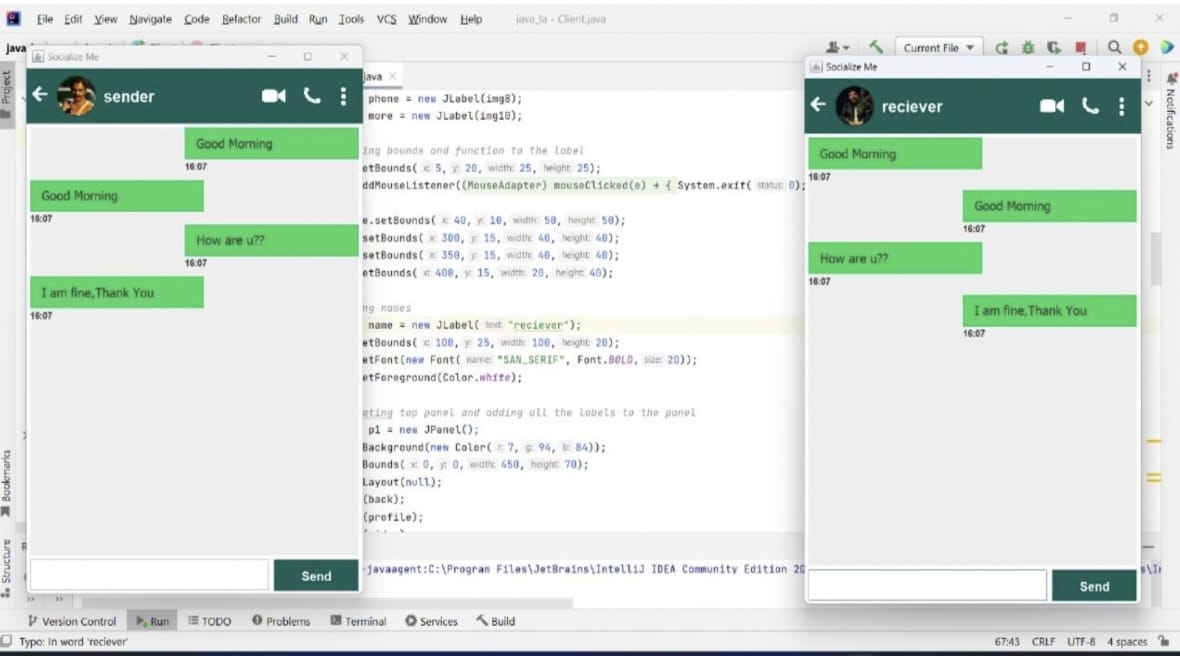 File Edit View Navigate Code Refactor Build Run Tools VCS Window Help java_la - Client.java
java
Current File
Socialize Me
sender
Good Morning
16:07
Good Morning
16:07
How are u??
16:07
I am fine,Thank You
16:07
Send
java
phone = new JLabel(img8);
more = new JLabel(img10);
ing bounds and function to the label
etBounds( x: 5, y: 20, width: 25, height: 25);
ddMouseListener((MouseAdapter) mouseClicked(e) → { System.exit( status: 0);
e.setBounds( x: 40, y: 10, width: 50, height: 50);
setBounds( x: 300, y: 15, width: 40, height: 40);
setBounds( x: 350, y: 15, width: 40, height: 40);
etBounds( x: 400, y: 15, width: 20, height: 40);
ng names
name = new JLabel( text: "reciever");
etBounds( x: 100, y: 25, width: 100, height: 20);
etFont(new Font( name: "SAN_SERIF", Font.BOLD, size: 20));
etForeground(Color.white);
ating top panel and adding all the labels to the panel
p1 = new JPanel();
Background(new Color( r: 7, g: 94, b: 84));
Bounds( x: 0, y: 0, width: 450, height: 70);
Layout(null);
(back);
(profile);
-javaagent:C:\Program Files\JetBrains\IntelliJ IDEA Community Edition 20
Socialize Me
reciever
Good Morning
16:07
Good Morning
16:07
How are u??
16:07
I am fine,Thank You
16:07
Send
Project
Bookmarks
Structure
Notifications
Version Control Run TODO Problems Terminal Services Build
Typo: In word 'reciever' 67:43 CRLF UTF-8 4 spaces